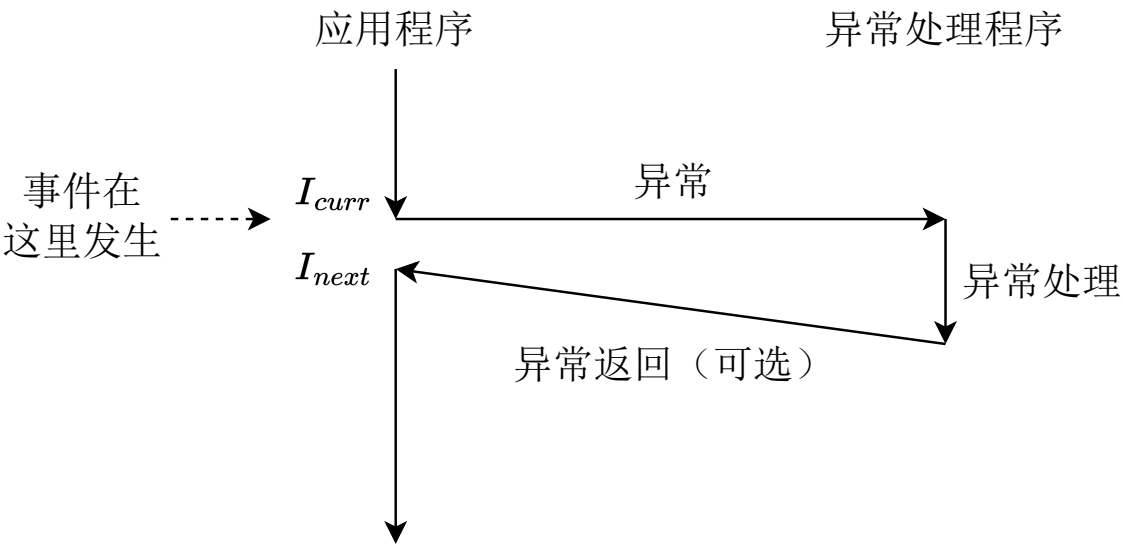 应用程序
异常处理程序
事件在
这里发生
I_curr
异常
I_next
异常处理
异常返回（可选）